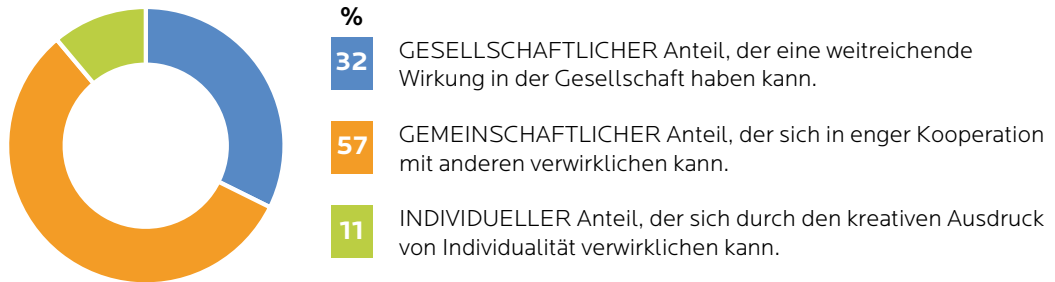 %
32 GESELLSCHAFTLICHER Anteil, der eine weitreichende
Wirkung in der Gesellschaft haben kann.
57 GEMEINSCHAFTLICHER Anteil, der sich in enger Kooperation
mit anderen verwirklichen kann.
11 INDIVIDUELLER Anteil, der sich durch den kreativen Ausdruck
von Individualität verwirklichen kann.